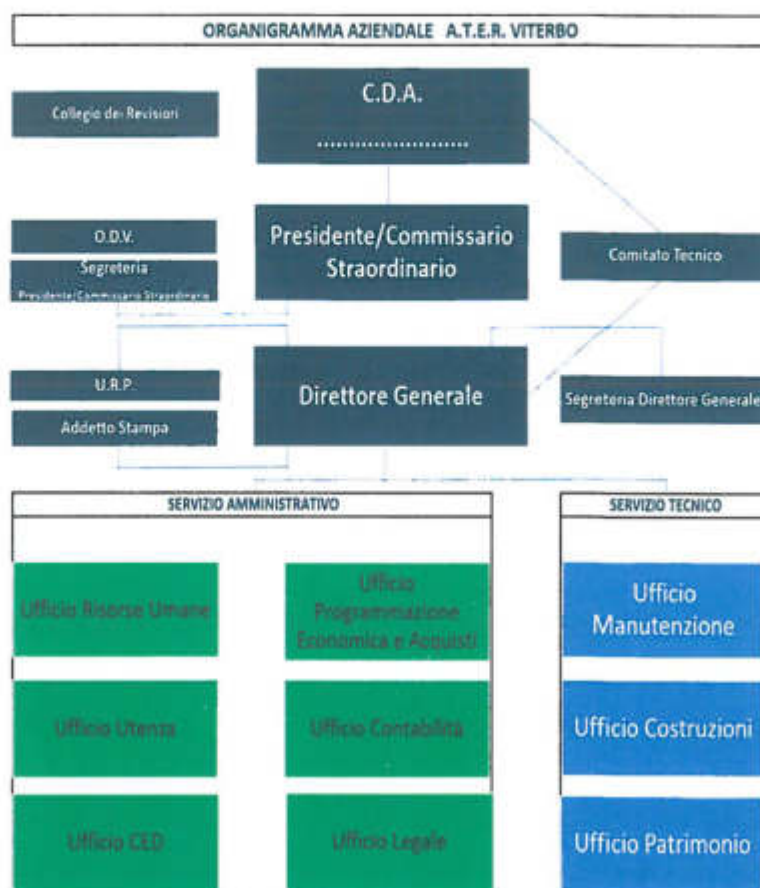 ORGANIGRAMMA AZIENDALE A.T.E.R. VITERBO
C.D.A.
........................
Collegio dei Revisori
O.D.V.
Segreteria
Presidente/Commissario Straordinario
Presidente/Commissario
Straordinario
Comitato Tecnico
U.R.P.
Addetto Stampa
Direttore Generale
Segreteria Direttore Generale
SERVIZIO AMMINISTRATIVO
SERVIZIO TECNICO
Ufficio Risorse Umane
Ufficio
Programmazione
Economica e Acquisti
Ufficio
Manutenzione
Ufficio Utenza
Ufficio Contabilità
Ufficio Costruzioni
Ufficio CED
Ufficio Legale
Ufficio Patrimonio